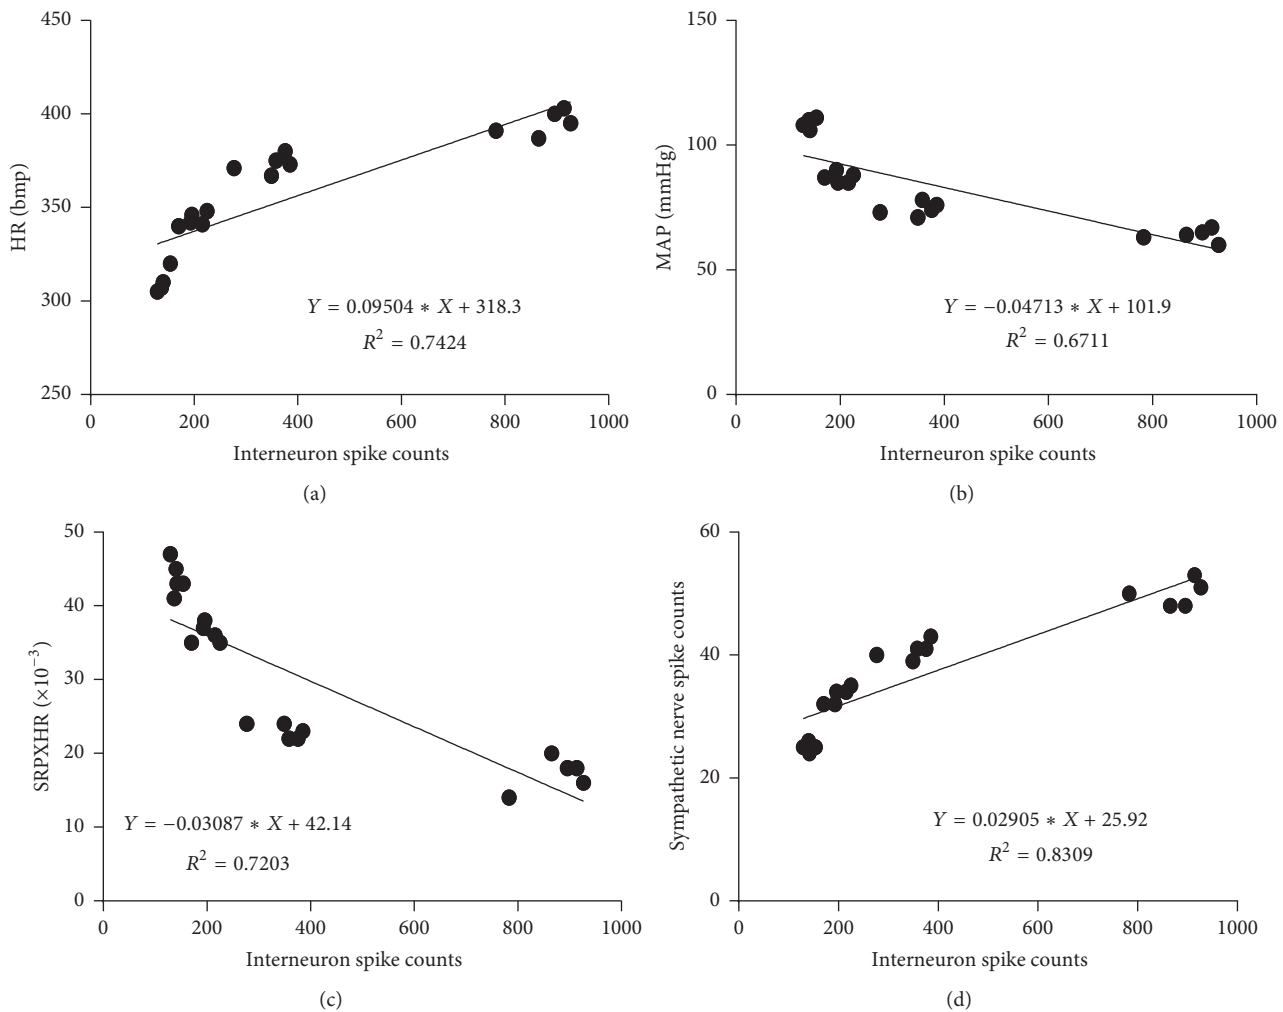 450
400
350
300
250
HR (bmp)
0 200 400 600 800 1000
Interneuron spike counts
Y = 0.09504 ∗ X + 318.3
R² = 0.7424
(a)
150
100
50
0
MAP (mmHg)
0 200 400 600 800 1000
Interneuron spike counts
Y = −0.04713 ∗ X + 101.9
R² = 0.6711
(b)
50
40
30
20
10
0
SRPXHR (×10⁻³)
0 200 400 600 800 1000
Interneuron spike counts
Y = −0.03087 ∗ X + 42.14
R² = 0.7203
(c)
60
40
20
0
Sympathetic nerve spike counts
0 200 400 600 800 1000
Interneuron spike counts
Y = 0.02905 ∗ X + 25.92
R² = 0.8309
(d)